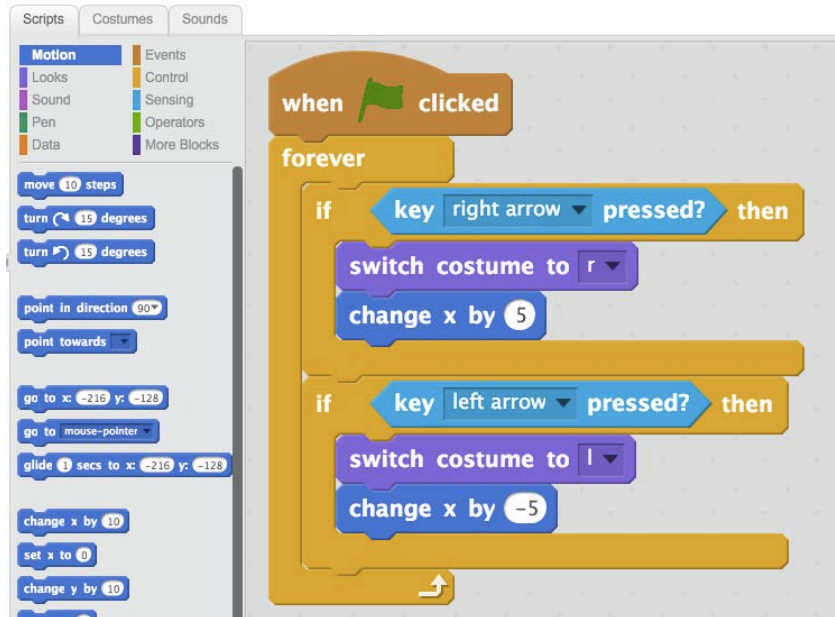 Scripts Costumes Sounds
Motion Events
Looks Control
Sound Sensing
Pen Operators
Data More Blocks
move 10 steps
turn 15 degrees
turn 15 degrees
point in direction 90
point towards
go to x: -216 y: -128
go to mouse-pointer
glide 1 secs to x: -216 y: -128
change x by 10
set x to 0
change y by 10
when clicked
forever
if key right arrow pressed? then
switch costume to r
change x by 5
if key left arrow pressed? then
switch costume to l
change x by -5